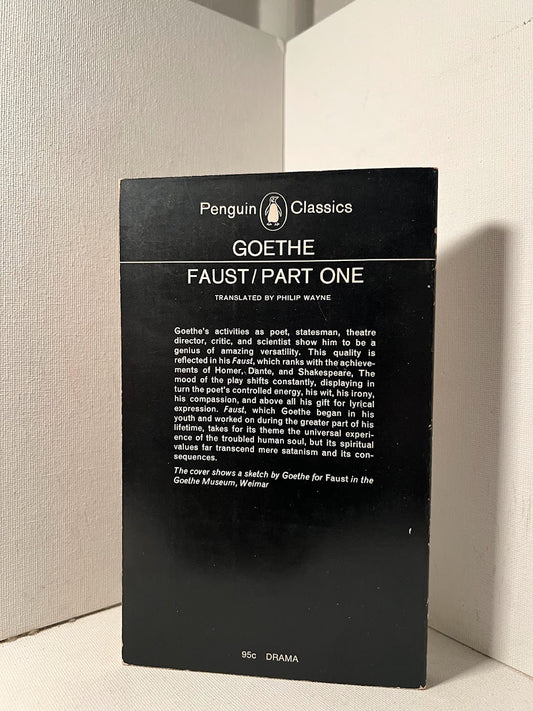 Penguin Classics
GOETHE
FAUST/PART ONE
TRANSLATED BY PHILIP WAYNE
Goethe's activities as poet, statesman, theatre
director, critic, and scientist show him to be a
genius of amazing versatility. This quality is
reflected in his Faust, which ranks with the achieve-
ments of Homer, Dante, and Shakespeare, The
mood of the play shifts constantly, displaying in
turn the poet's controlled energy, his wit, his irony,
his compassion, and above all his gift for lyrical
expression. Faust, which Goethe began in his
youth and worked on during the greater part of his
lifetime, takes for its theme the universal experi-
ence of the troubled human soul, but its spiritual
values far transcend mere satanism and its con-
sequences.
The cover shows a sketch by Goethe for Faust in the
Goethe Museum, Weimar
95c DRAMA